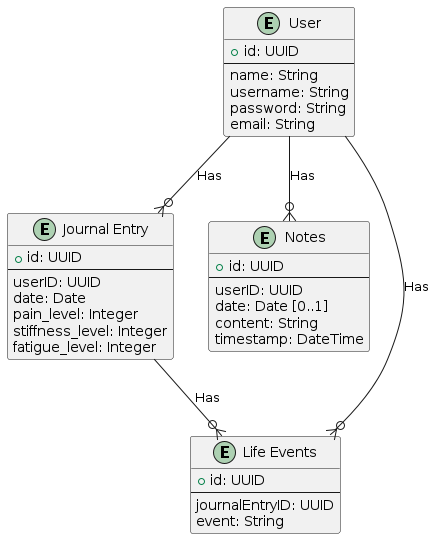 E User
id: UUID
name: String
username: String
password: String
email: String
Has
Has
E Journal Entry
id: UUID
userID: UUID
date: Date
pain_level: Integer
stiffness_level: Integer
fatigue_level: Integer
E Notes
id: UUID
userID: UUID
date: Date [0..1]
content: String
timestamp: DateTime
Has
Has
E Life Events
id: UUID
journalEntryID: UUID
event: String